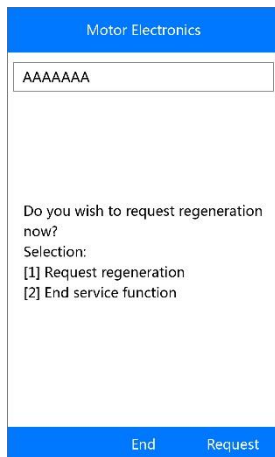 Motor Electronics
AAAAAAA
Do you wish to request regeneration
now?
Selection:
[1] Request regeneration
[2] End service function
End Request